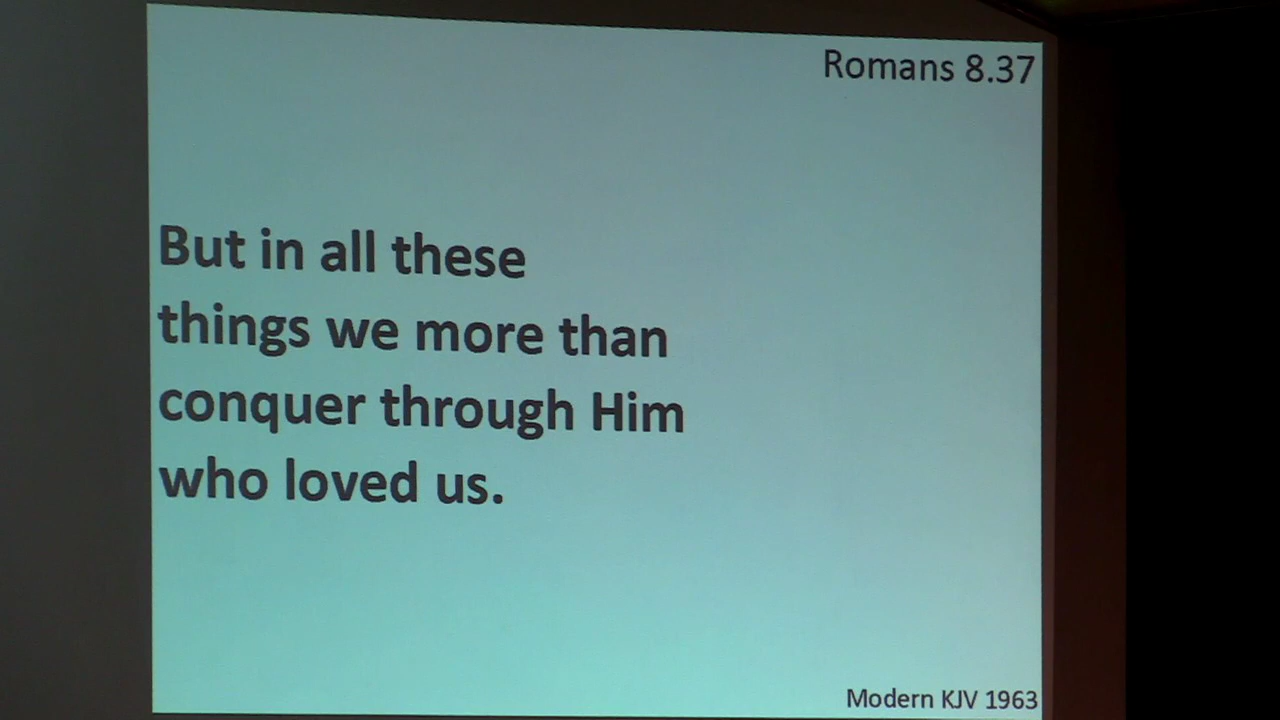 Romans 8.37
But in all these
things we more than
conquer through Him
who loved us.
Modern KJV 1963